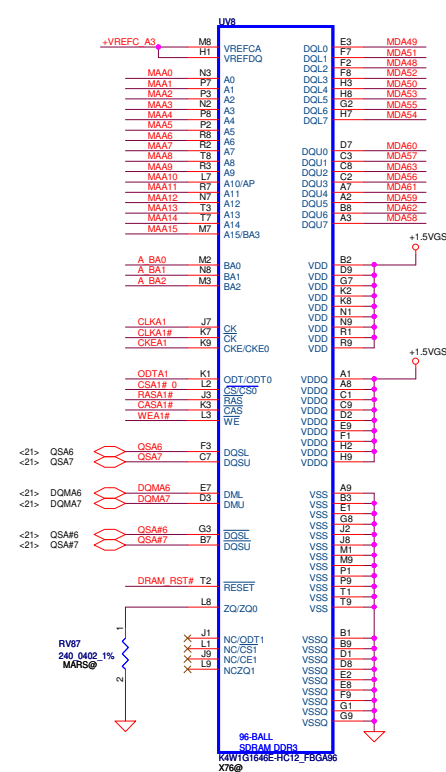 UV8
+VREFC_A3 M8 VREFCA DQL0 E3 MDA49
H1 VREFDQ DQL1 F7 MDA51
DQL2 F2 MDA48
MAA0 N3 A0 DQL3 F8 MDA52
MAA1 P7 A1 DQL4 H3 MDA50
MAA2 P3 A2 DQL5 H8 MDA53
MAA3 N2 A3 DQL6 G2 MDA55
MAA4 P8 A4 DQL7 H7 MDA54
MAA5 P2 A5
MAA6 R8 A6
MAA7 R2 A7 DQU0 D7 MDA60
MAA8 T8 A8 DQU1 C3 MDA57
MAA9 R3 A9 DQU2 C8 MDA63
MAA10 L7 A10/AP DQU3 C2 MDA56
MAA11 R7 A11 DQU4 A7 MDA61
MAA12 N7 A12 DQU5 A2 MDA59
MAA13 T3 A13 DQU6 B8 MDA62
MAA14 T7 A14 DQU7 A3 MDA58
MAA15 M7 A15/BA3
+1.5VGS
A_BA0 M2 BA0 VDD B2
A_BA1 N8 BA1 VDD D9
A_BA2 M3 BA2 VDD G7
VDD K2
VDD K8
VDD N1
CLKA1 J7 CK VDD N9
CLKA1# K7 CK VDD R1
CKEA1 K9 CKE/CKE0 VDD R9
+1.5VGS
ODTA1 K1 ODT/ODT0 VDDQ A1
CSA1#_0 L2 CS/CS0 VDDQ A8
RASA1# J3 RAS VDDQ C1
CASA1# K3 CAS VDDQ C9
WEA1# L3 WE VDDQ D2
VDDQ E9
VDDQ F1
<21> QSA6 QSA6 F3 DQSL VDDQ H2
<21> QSA7 QSA7 C7 DQSU VDDQ H9
<21> DQMA6 DQMA6 E7 DML VSS A9
<21> DQMA7 DQMA7 D3 DMU VSS B3
VSS E1
VSS G8
<21> QSA#6 QSA#6 G3 DQSL VSS J2
<21> QSA#7 QSA#7 B7 DQSU VSS J8
VSS M1
VSS M9
VSS P1
DRAM_RST# T2 RESET VSS P9
VSS T1
L8 ZQ/ZQ0 VSS T9
1
RV87
240_0402_1%
MARS@
2
J1 NC/ODT1 VSSQ B1
L1 NC/CS1 VSSQ B9
J9 NC/CE1 VSSQ D1
L9 NCZQ1 VSSQ D8
VSSQ E2
VSSQ E8
VSSQ F9
VSSQ G1
VSSQ G9
96-BALL
SDRAM DDR3
K4W1G1646E-HC12_FBGA96
X76@